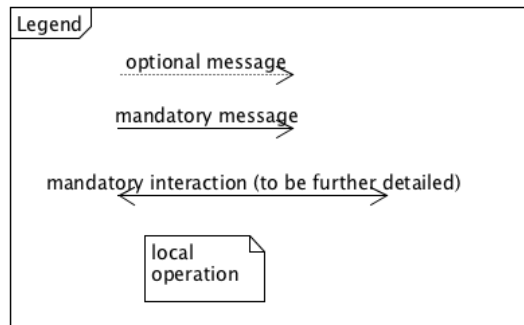 Legend
optional message
mandatory message
mandatory interaction (to be further detailed)
local
operation